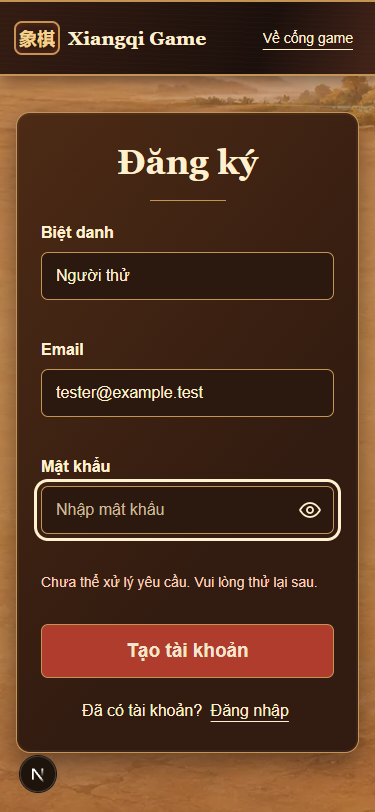 象棋 Xiangqi Game Về cổng game
Đăng ký
Biệt danh
Người thử
Email
tester@example.test
Mật khẩu
Nhập mật khẩu
Chưa thể xử lý yêu cầu. Vui lòng thử lại sau.
Tạo tài khoản
Đã có tài khoản? Đăng nhập
N